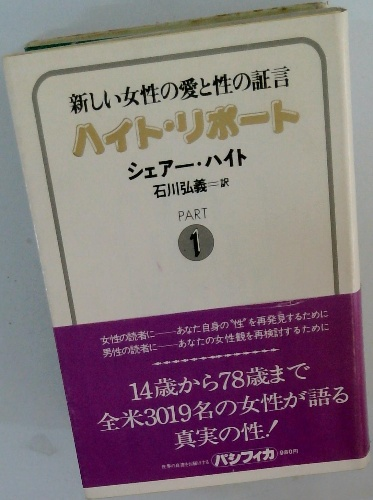 新しい女性の愛と性の証言
ハイト・リポート
シェアー・ハイト
石川弘義=訳
PART
1
女性の読者に――あなた自身の"性"を再発見するために
男性の読者に――あなたの女性観を再検討するために
14歳から78歳まで
全米3019名の女性が語る
真実の性!
パシフィカ